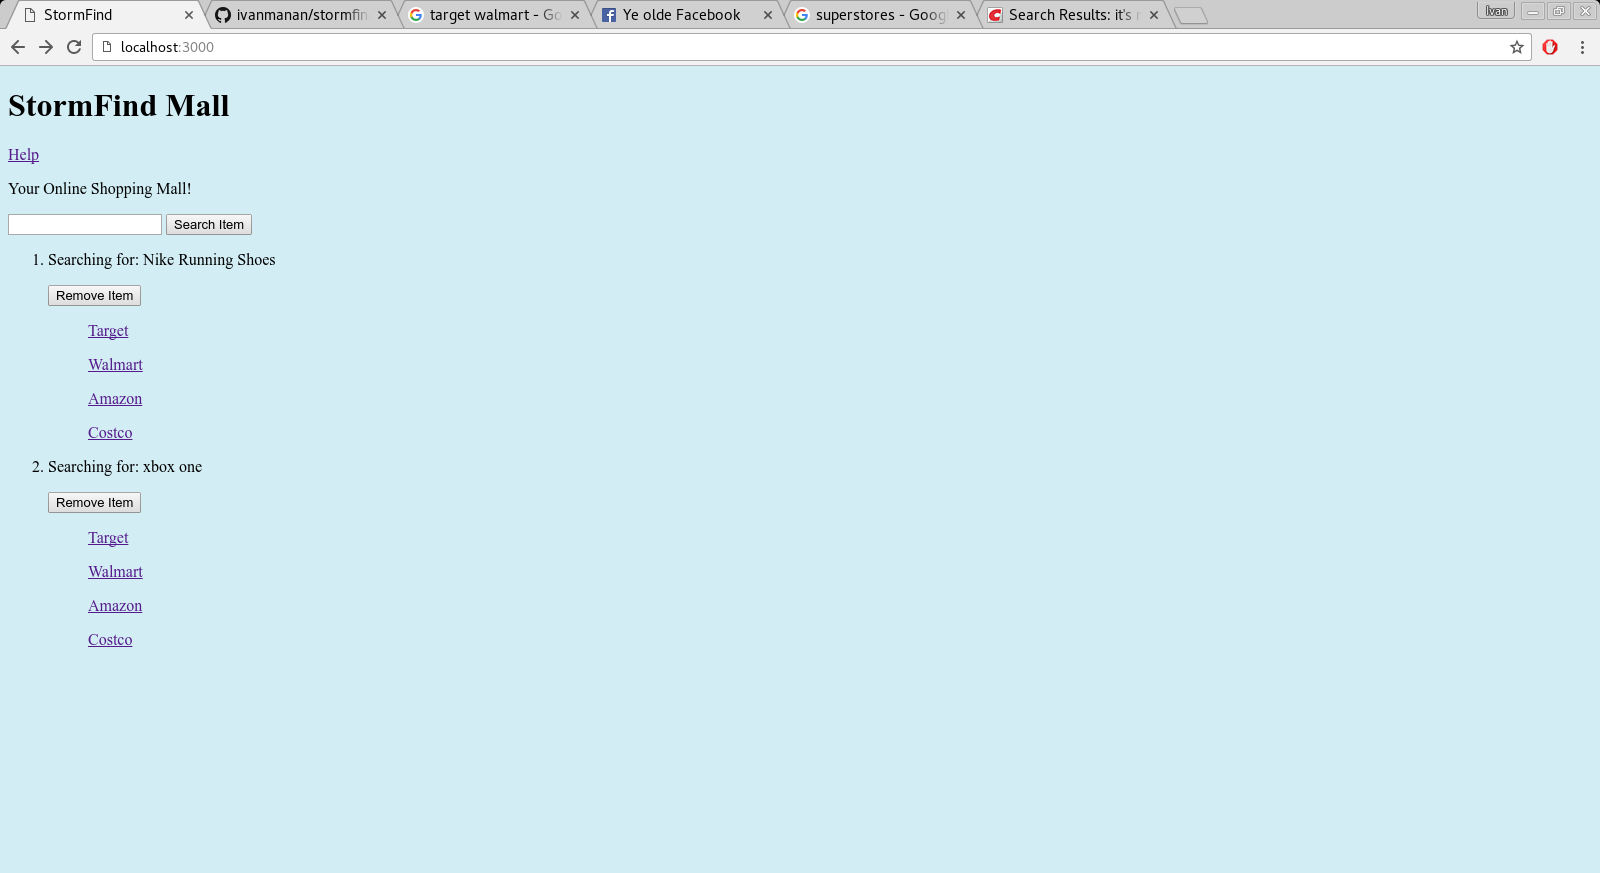 StormFind
ivanmanan/stormfin
target walmart - Go
Ye olde Facebook
superstores - Goog
Search Results: it's r
Ivan
localhost:3000
StormFind Mall
Help
Your Online Shopping Mall!
Search Item
1. Searching for: Nike Running Shoes
Remove Item
Target
Walmart
Amazon
Costco
2. Searching for: xbox one
Remove Item
Target
Walmart
Amazon
Costco